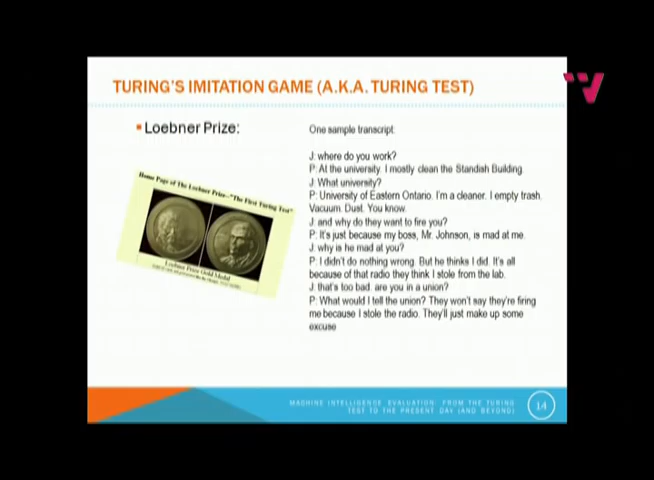 TURING'S IMITATION GAME (A.K.A. TURING TEST)
Loebner Prize:
Home Page of The Loebner Prize--"The First Turing Test"
Loebner Prize Gold Medal
One sample transcript:
J: where do you work?
P: At the university. I mostly clean the Standish Building.
J: What university?
P: University of Eastern Ontario. I'm a cleaner. I empty trash.
Vacuum. Dust. You know.
J: and why do they want to fire you?
P: It's just because my boss, Mr. Johnson, is mad at me.
J: why is he mad at you?
P: I didn't do nothing wrong. But he thinks I did. It's all
because of that radio they think I stole from the lab.
J: that's too bad. are you in a union?
P: What would I tell the union? They won't say they're firing
me because I stole the radio. They'll just make up some
excuse
MACHINE INTELLIGENCE EVALUATION: FROM THE TURING
TEST TO THE PRESENT DAY (AND BEYOND)
14